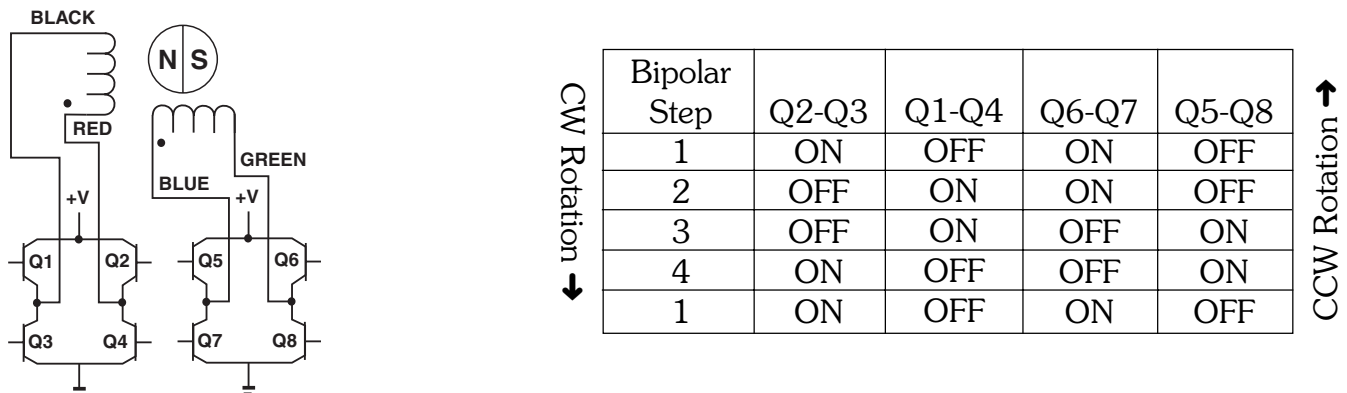 BLACK
N S
RED
GREEN
BLUE
+V +V
Q1 Q2 Q5 Q6
Q3 Q4 Q7 Q8
CW Rotation ➔
Bipolar
Step Q2-Q3 Q1-Q4 Q6-Q7 Q5-Q8
1 ON OFF ON OFF
2 OFF ON ON OFF
3 OFF ON OFF ON
4 ON OFF OFF ON
1 ON OFF ON OFF
CCW Rotation ➔